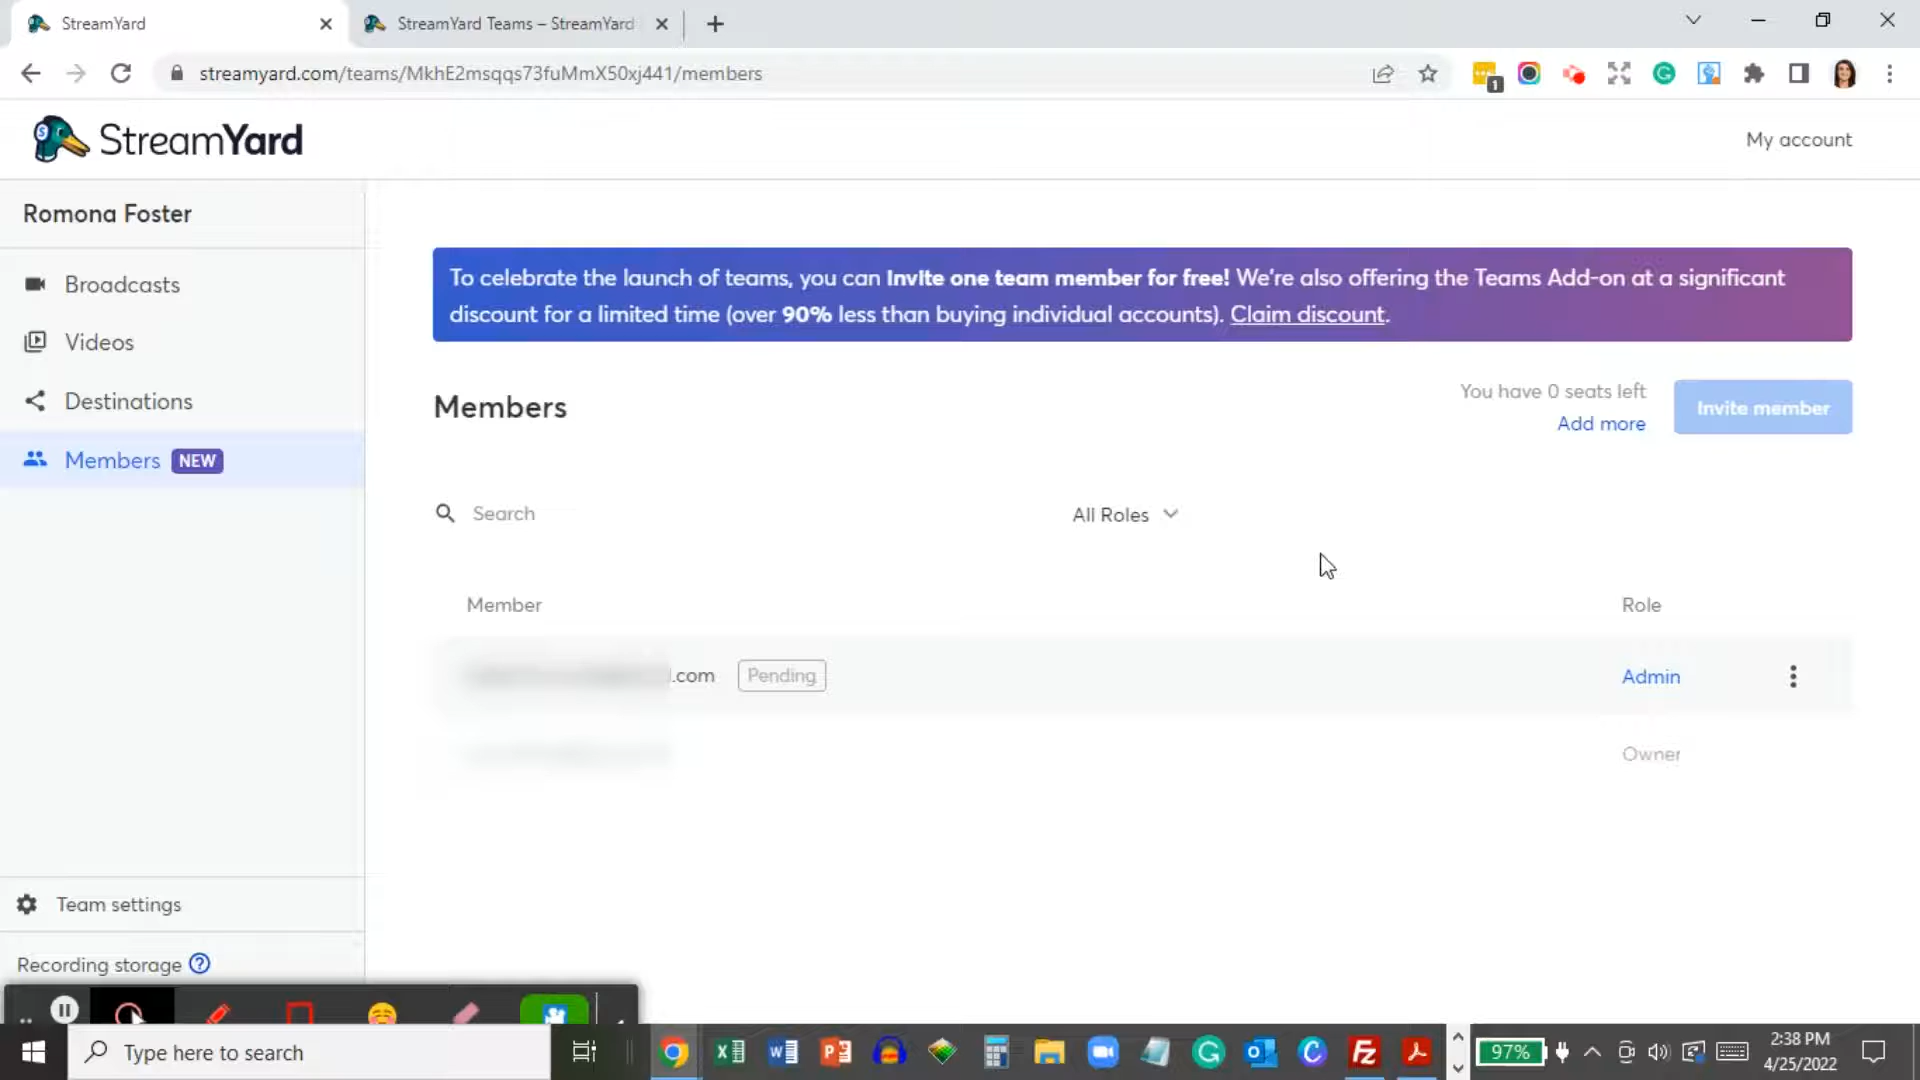 StreamYard
StreamYard Teams – StreamYard
streamyard.com/teams/MkhE2msqqs73fuMmX50xj441/members
1
StreamYard
My account
Romona Foster
Broadcasts
Videos
Destinations
Members NEW
To celebrate the launch of teams, you can Invite one team member for free! We're also offering the Teams Add-on at a significant
discount for a limited time (over 90% less than buying individual accounts). Claim discount.
Members
You have 0 seats left
Add more
Invite member
Search
All Roles
Member
Role
.com
Pending
Admin
Owner
Team settings
Recording storage ?
Type here to search
97%
2:38 PM
4/25/2022